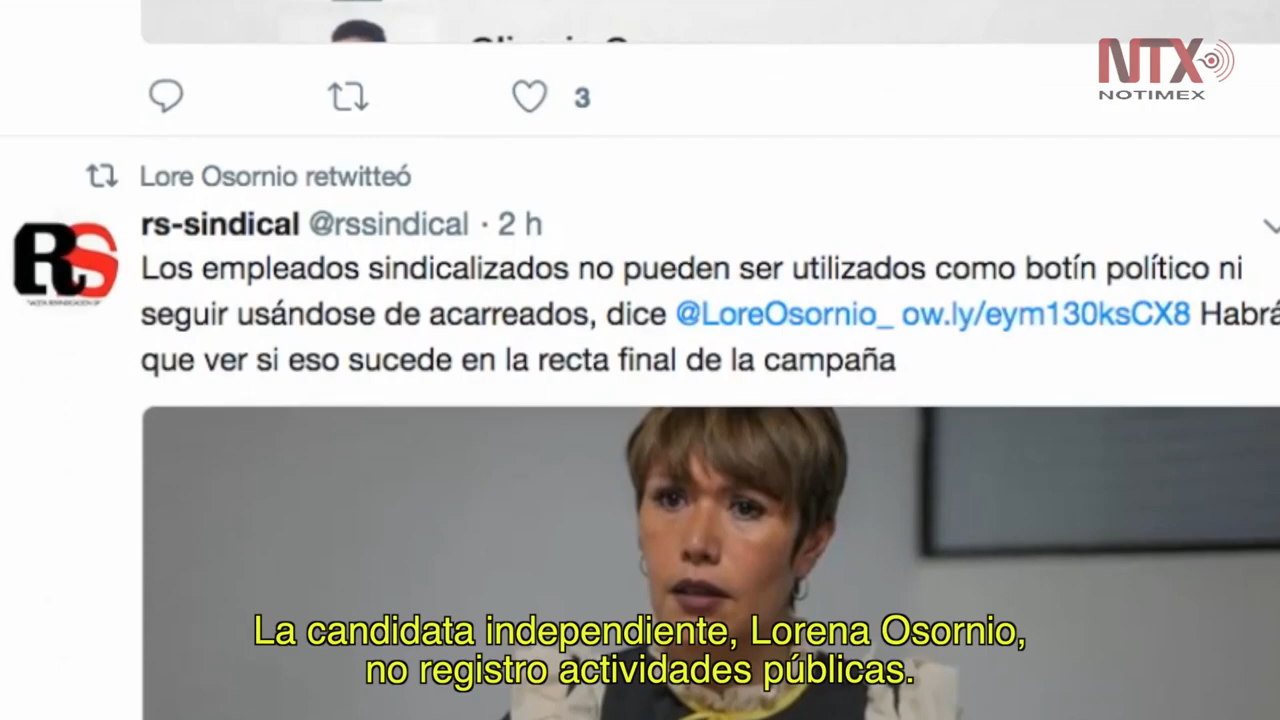 NTX
NOTIMEX
3
Lore Osornio retwitteó
rs-sindical @rssindical · 2 h
RS
Los empleados sindicalizados no pueden ser utilizados como botín político ni
seguir usándose de acarreados, dice @LoreOsornio_ ow.ly/eym130ksCX8 Habrá
que ver si eso sucede en la recta final de la campaña
La candidata independiente, Lorena Osornio,
no registro actividades públicas.